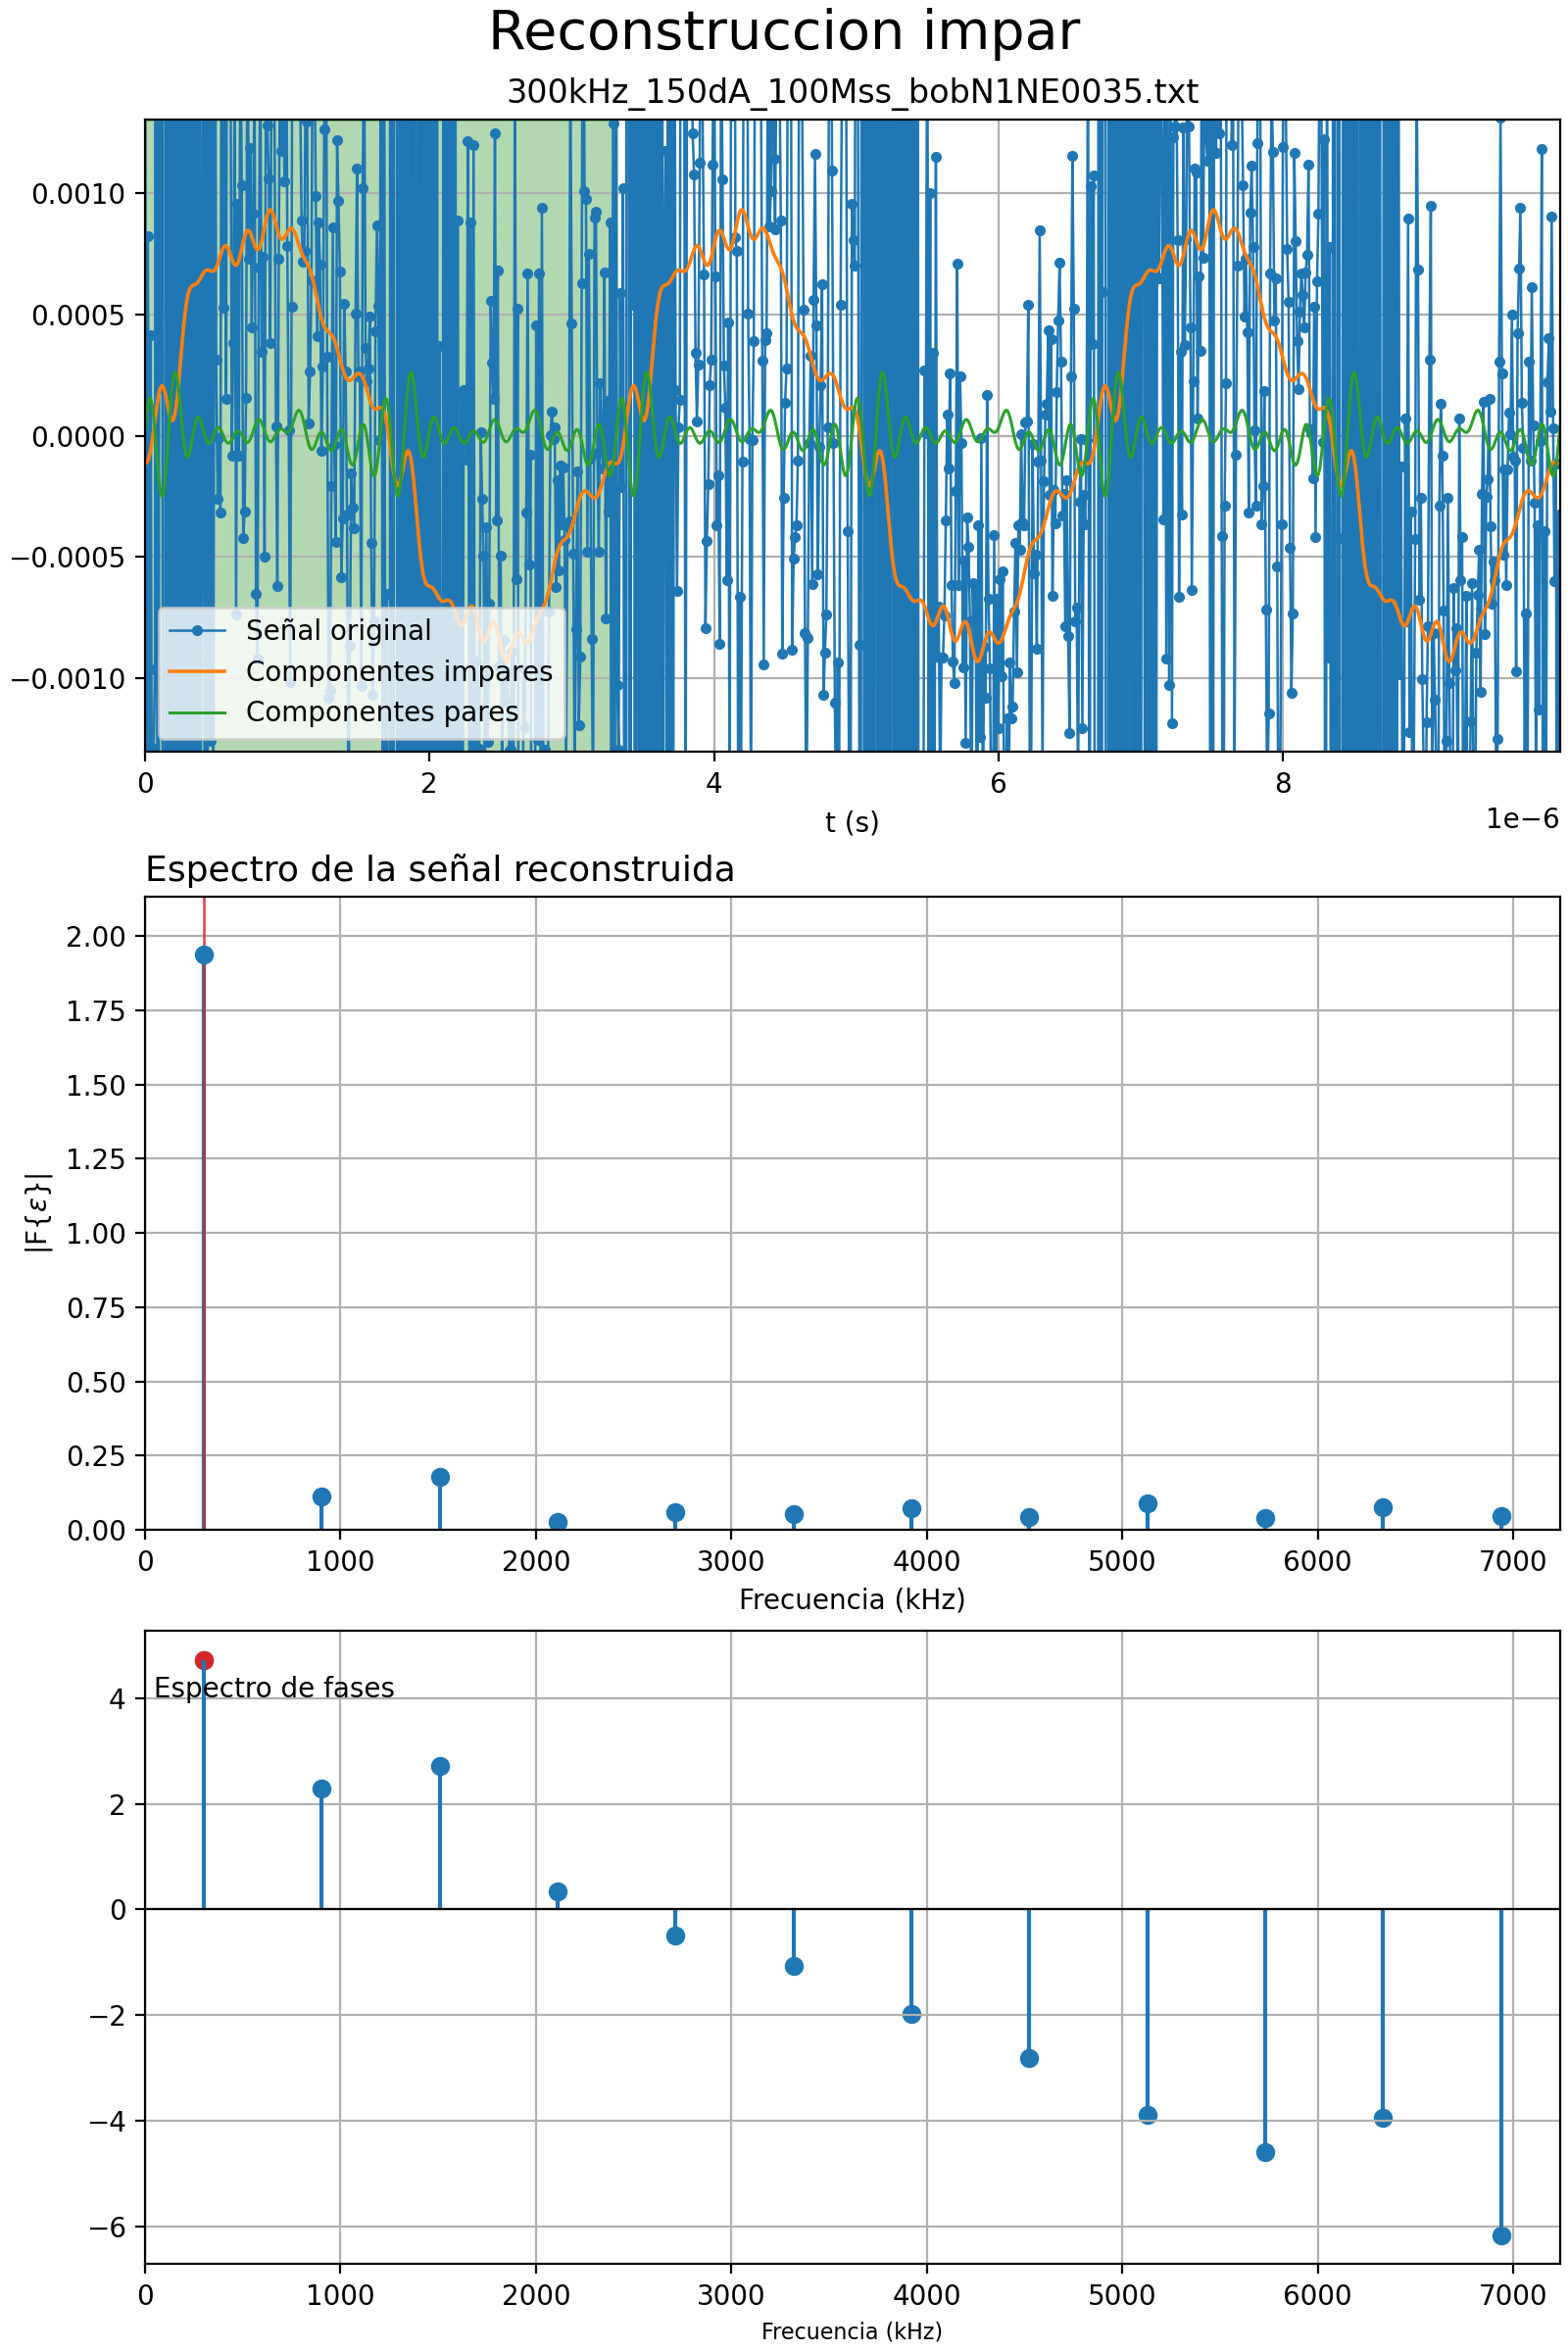 Reconstruccion impar
300kHz_150dA_100Mss_bobN1NE0035.txt
0.0010
0.0005
0.0000
−0.0005
−0.0010
Señal original
Componentes impares
Componentes pares
0 2 4 6 8
t (s)
1e−6
Espectro de la señal reconstruida
2.00
1.75
1.50
1.25
1.00
0.75
0.50
0.25
0.00
|F{ε}|
0 1000 2000 3000 4000 5000 6000 7000
Frecuencia (kHz)
Espectro de fases
4
2
0
−2
−4
−6
0 1000 2000 3000 4000 5000 6000 7000
Frecuencia (kHz)